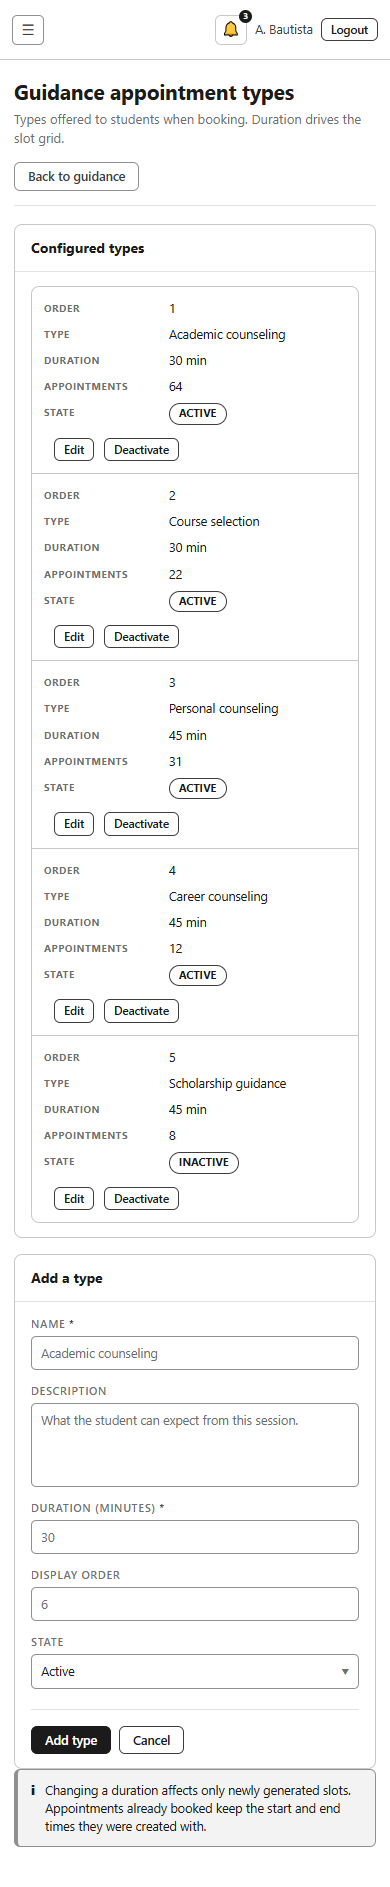 ☰
3
A. Bautista
Logout
Guidance appointment types
Types offered to students when booking. Duration drives the
slot grid.
Back to guidance
Configured types
ORDER 1
TYPE Academic counseling
DURATION 30 min
APPOINTMENTS 64
STATE ACTIVE
Edit Deactivate
ORDER 2
TYPE Course selection
DURATION 30 min
APPOINTMENTS 22
STATE ACTIVE
Edit Deactivate
ORDER 3
TYPE Personal counseling
DURATION 45 min
APPOINTMENTS 31
STATE ACTIVE
Edit Deactivate
ORDER 4
TYPE Career counseling
DURATION 45 min
APPOINTMENTS 12
STATE ACTIVE
Edit Deactivate
ORDER 5
TYPE Scholarship guidance
DURATION 45 min
APPOINTMENTS 8
STATE INACTIVE
Edit Deactivate
Add a type
NAME *
Academic counseling
DESCRIPTION
What the student can expect from this session.
DURATION (MINUTES) *
30
DISPLAY ORDER
6
STATE
Active
Add type Cancel
i Changing a duration affects only newly generated slots.
Appointments already booked keep the start and end
times they were created with.